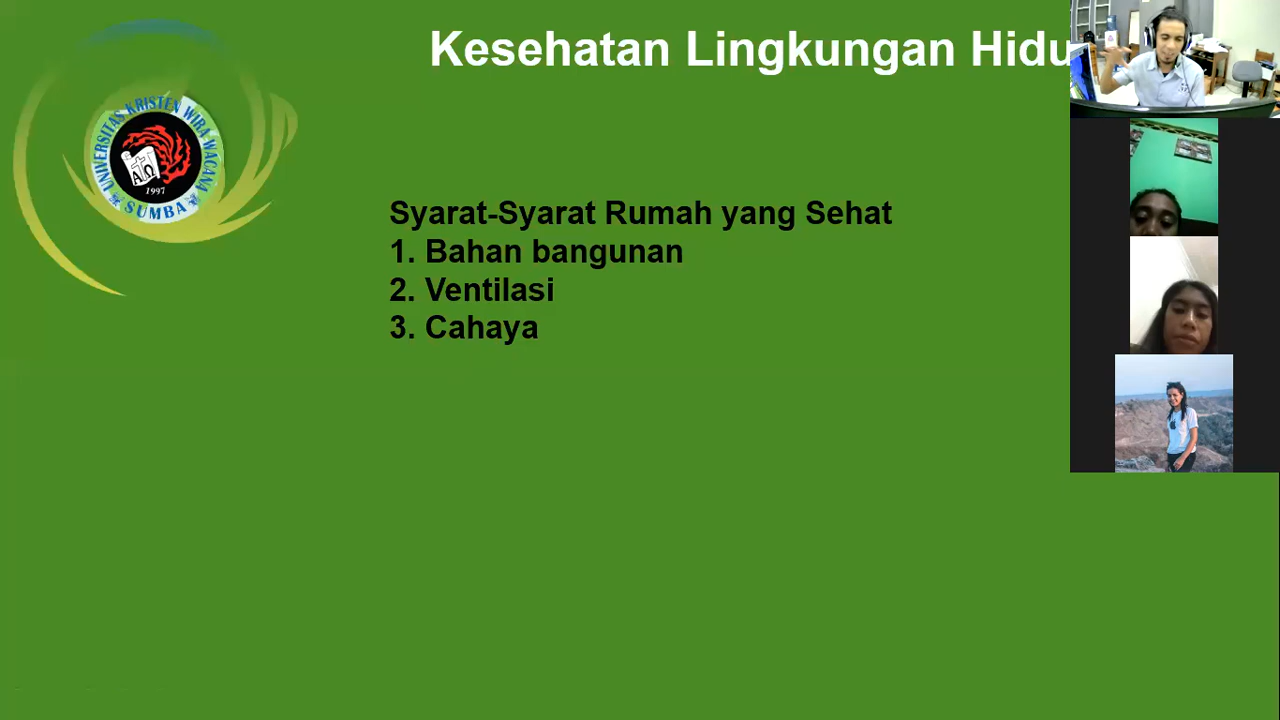 Kesehatan Lingkungan Hidu
UNIVERSITAS KRISTEN WIRA WACANA
ΑΩ
1997
SUMBA
Syarat-Syarat Rumah yang Sehat
1. Bahan bangunan
2. Ventilasi
3. Cahaya